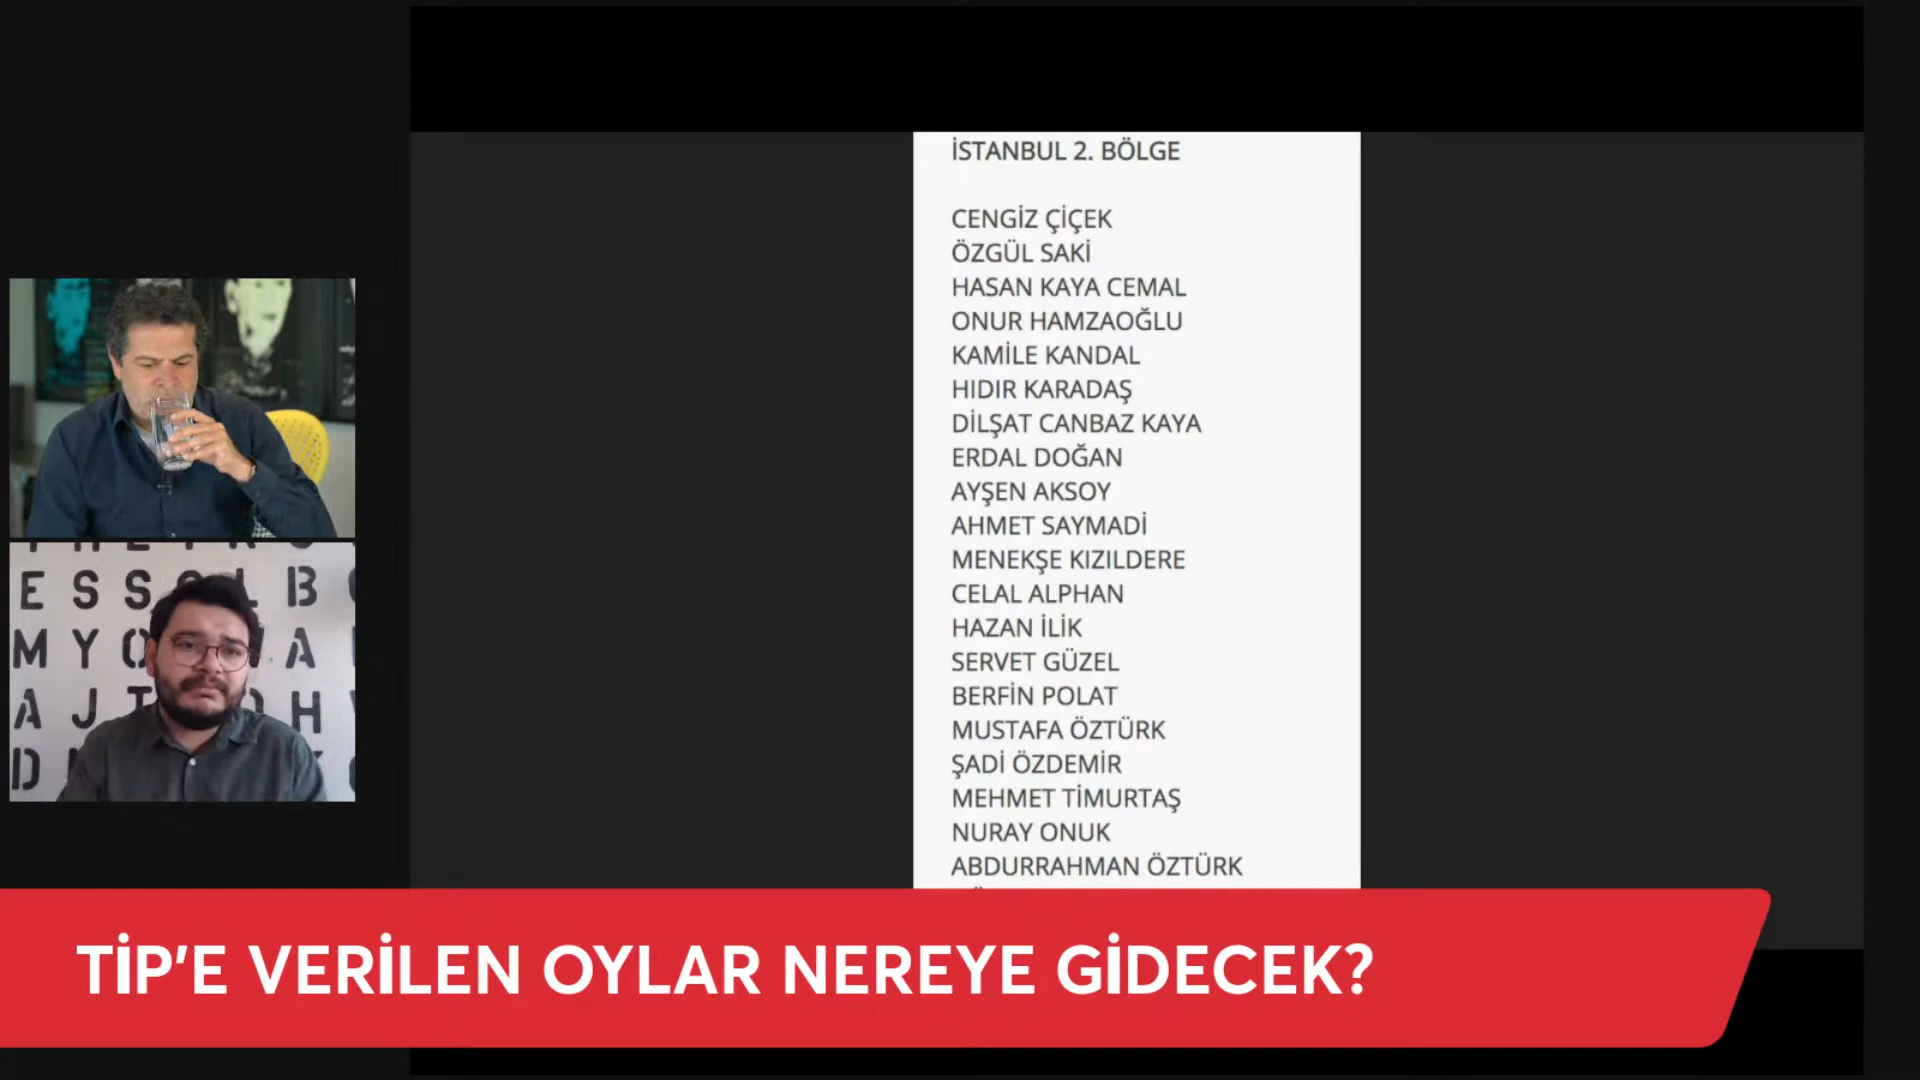 İSTANBUL 2. BÖLGE
CENGİZ ÇİÇEK
ÖZGÜL SAKİ
HASAN KAYA CEMAL
ONUR HAMZAOĞLU
KAMİLE KANDAL
HIDIR KARADAŞ
DİLŞAT CANBAZ KAYA
ERDAL DOĞAN
AYŞEN AKSOY
AHMET SAYMADİ
MENEKŞE KIZILDERE
CELAL ALPHAN
HAZAN İLİK
SERVET GÜZEL
BERFİN POLAT
MUSTAFA ÖZTÜRK
ŞADİ ÖZDEMİR
MEHMET TİMURTAŞ
NURAY ONUK
ABDURRAHMAN ÖZTÜRK
E S S L B
M Y O A
A J T H
D
TİP'E VERİLEN OYLAR NEREYE GİDECEK?